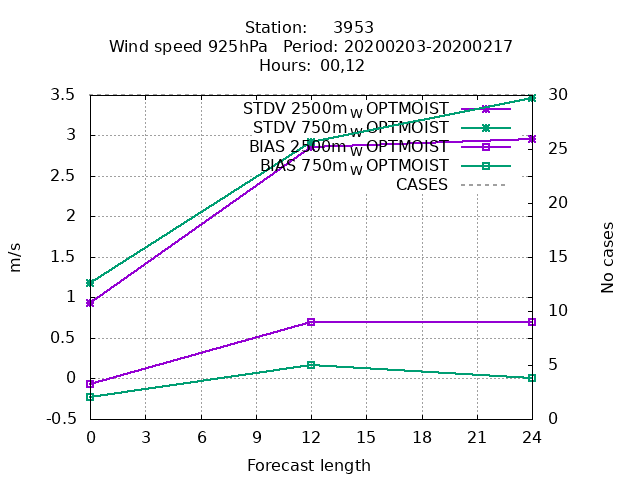 Station: 3953
Wind speed 925hPa Period: 20200203-20200217
Hours: 00,12
STDV 2500m_W OPTMOIST
STDV 750m_W OPTMOIST
BIAS 2500m_W OPTMOIST
BIAS 750m_W OPTMOIST
CASES
3.5
3
2.5
2
1.5
1
0.5
0
-0.5
30
25
20
15
10
5
0
m/s
No cases
0 3 6 9 12 15 18 21 24
Forecast length